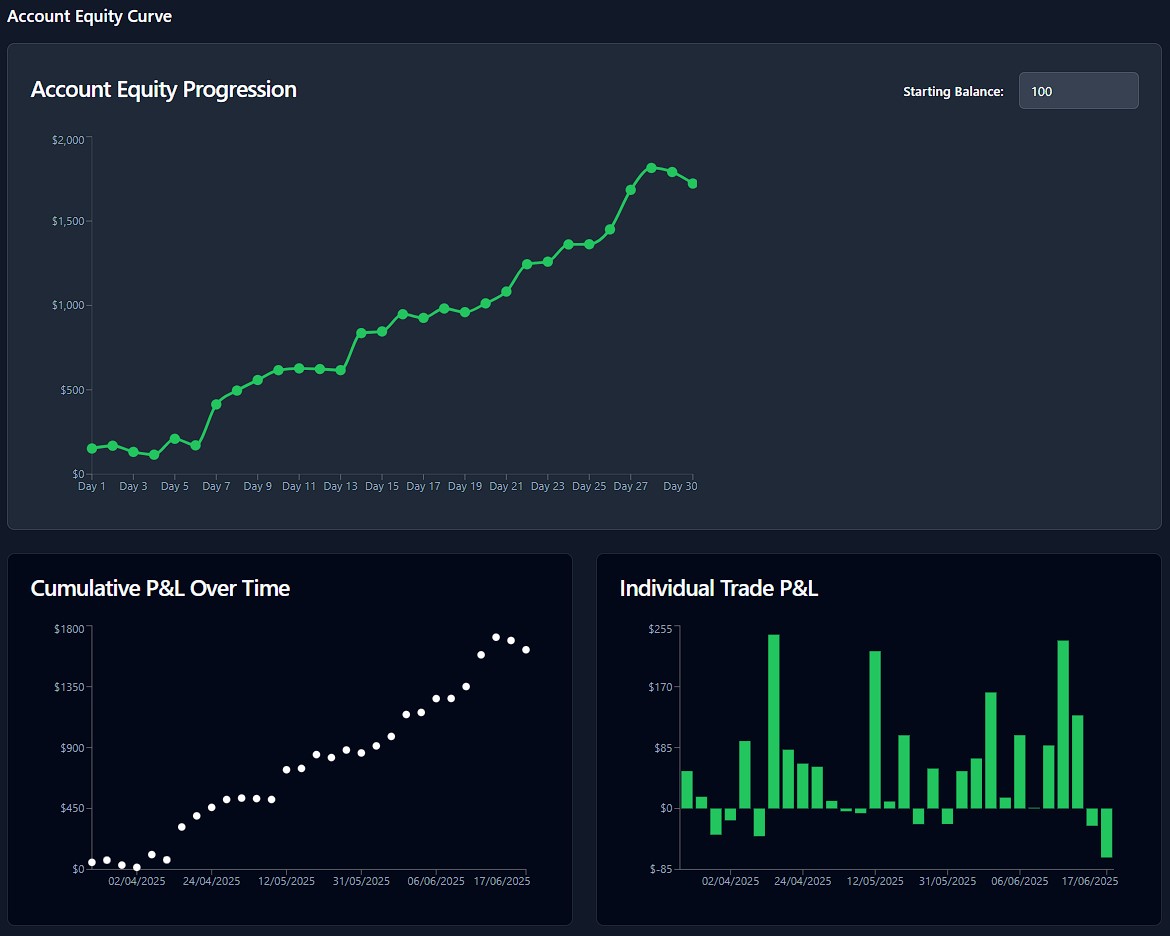 Account Equity Curve
Account Equity Progression
Starting Balance: 100
$2,000
$1,500
$1,000
$500
$0
Day 1 Day 3 Day 5 Day 7 Day 9 Day 11 Day 13 Day 15 Day 17 Day 19 Day 21 Day 23 Day 25 Day 27 Day 30
Cumulative P&L Over Time
$1800
$1350
$900
$450
$0
02/04/2025 24/04/2025 12/05/2025 31/05/2025 06/06/2025 17/06/2025
Individual Trade P&L
$255
$170
$85
$0
$-85
02/04/2025 24/04/2025 12/05/2025 31/05/2025 06/06/2025 17/06/2025